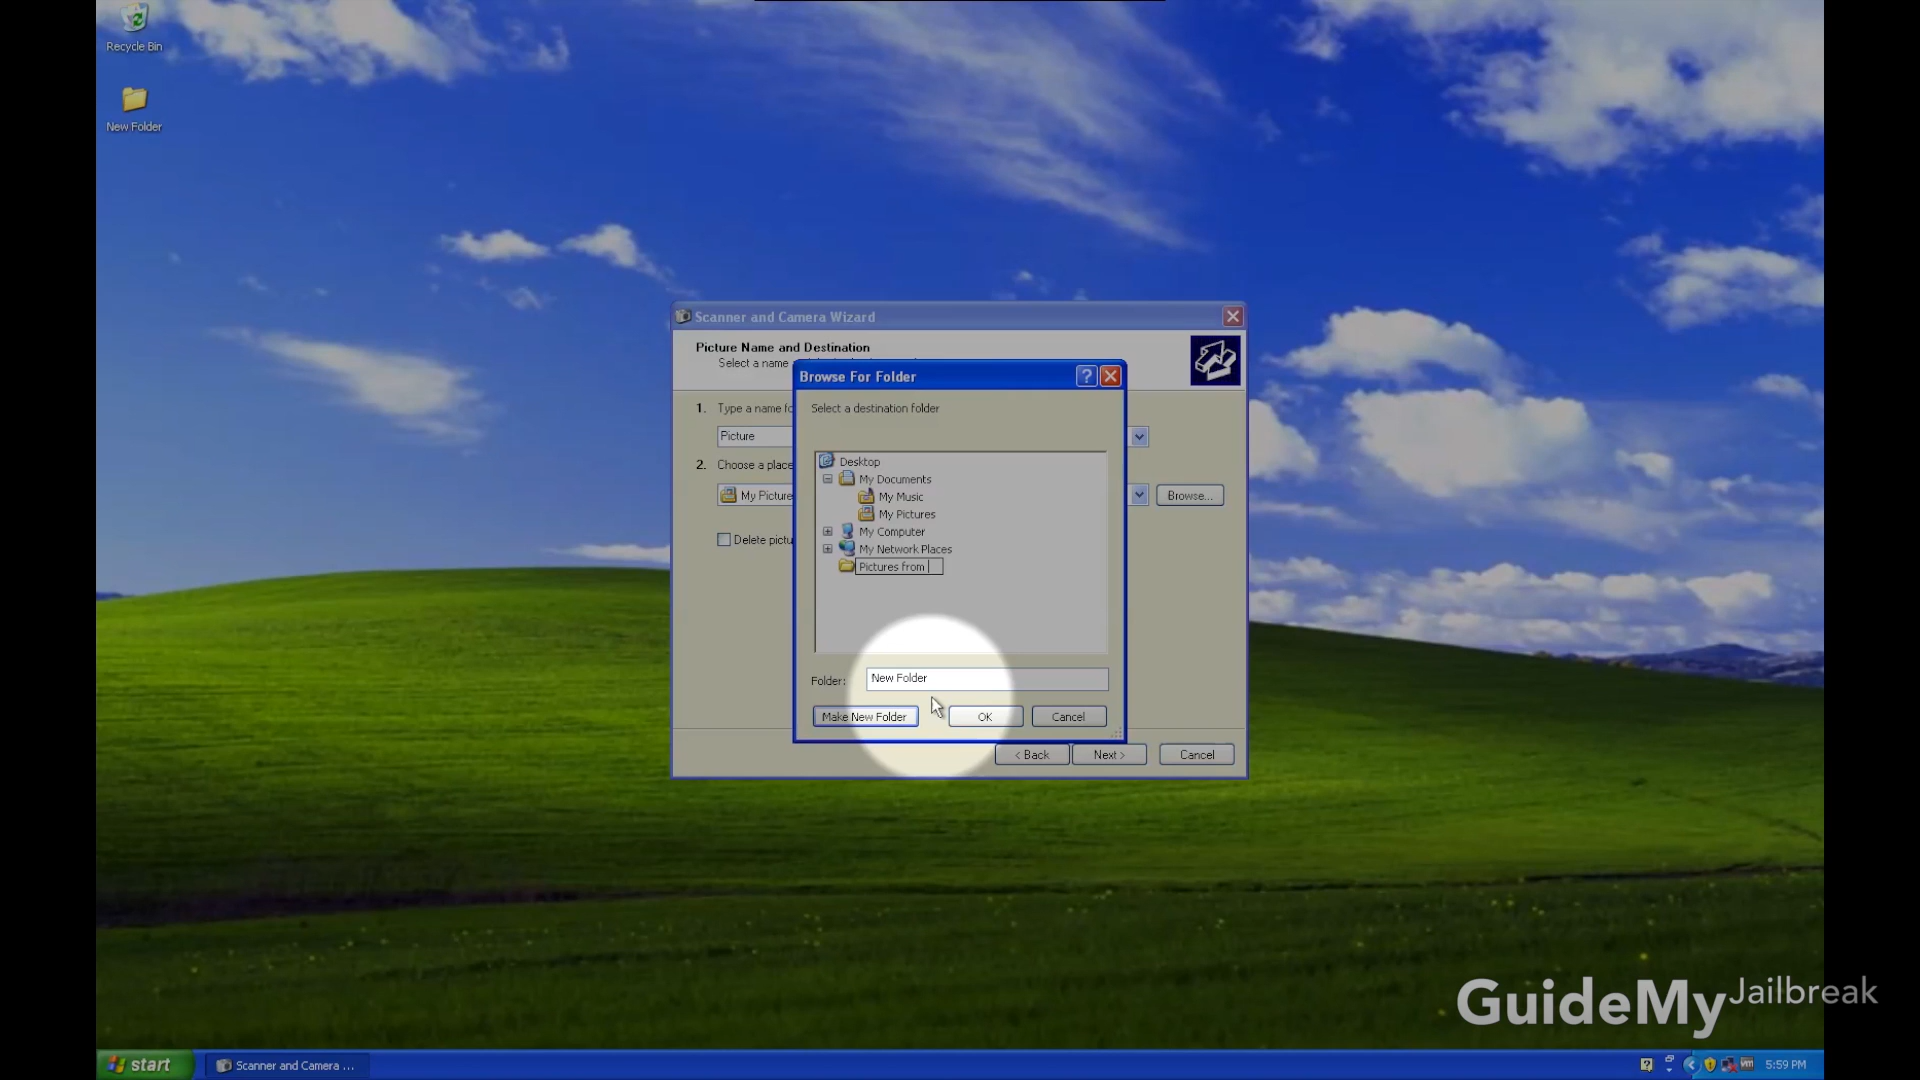 Recycle Bin
New Folder
Scanner and Camera Wizard
Picture Name and Destination
Select a name
Browse For Folder
Select a destination folder
1. Type a name fo
Picture
2. Choose a place
My Picture
Browse...
Delete pictu
Desktop
My Documents
My Music
My Pictures
My Computer
My Network Places
Pictures from
Folder: New Folder
Make New Folder
OK
Cancel
< Back
Next >
Cancel
GuideMyJailbreak
start
Scanner and Camera ...
5:59 PM